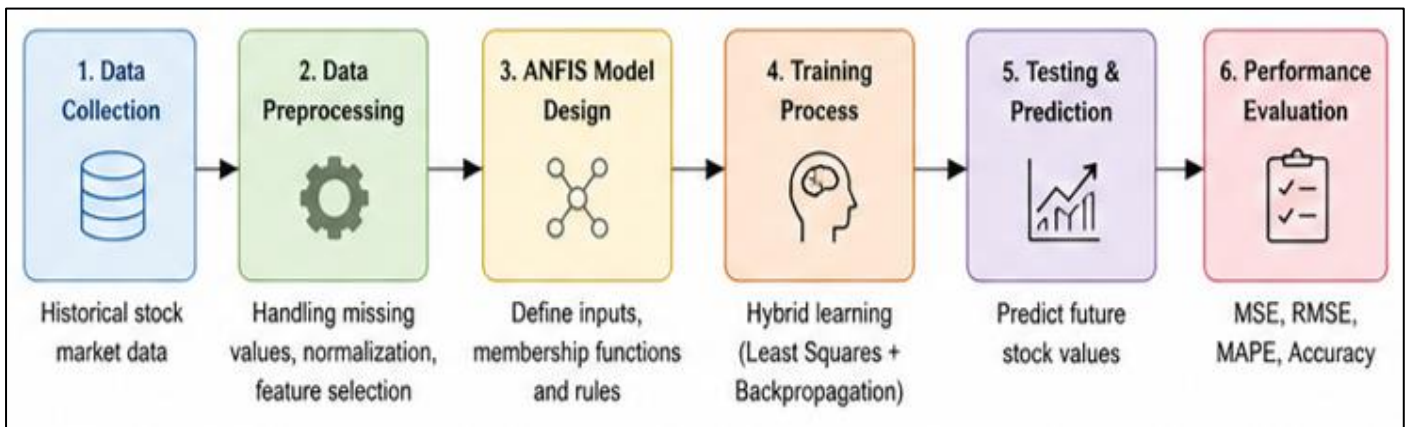 1. Data
Collection
2. Data
Preprocessing
3. ANFIS Model
Design
4. Training
Process
5. Testing &
Prediction
6. Performance
Evaluation
Historical stock
market data
Handling missing
values, normalization,
feature selection
Define inputs,
membership functions
and rules
Hybrid learning
(Least Squares +
Backpropagation)
Predict future
stock values
MSE, RMSE,
MAPE, Accuracy